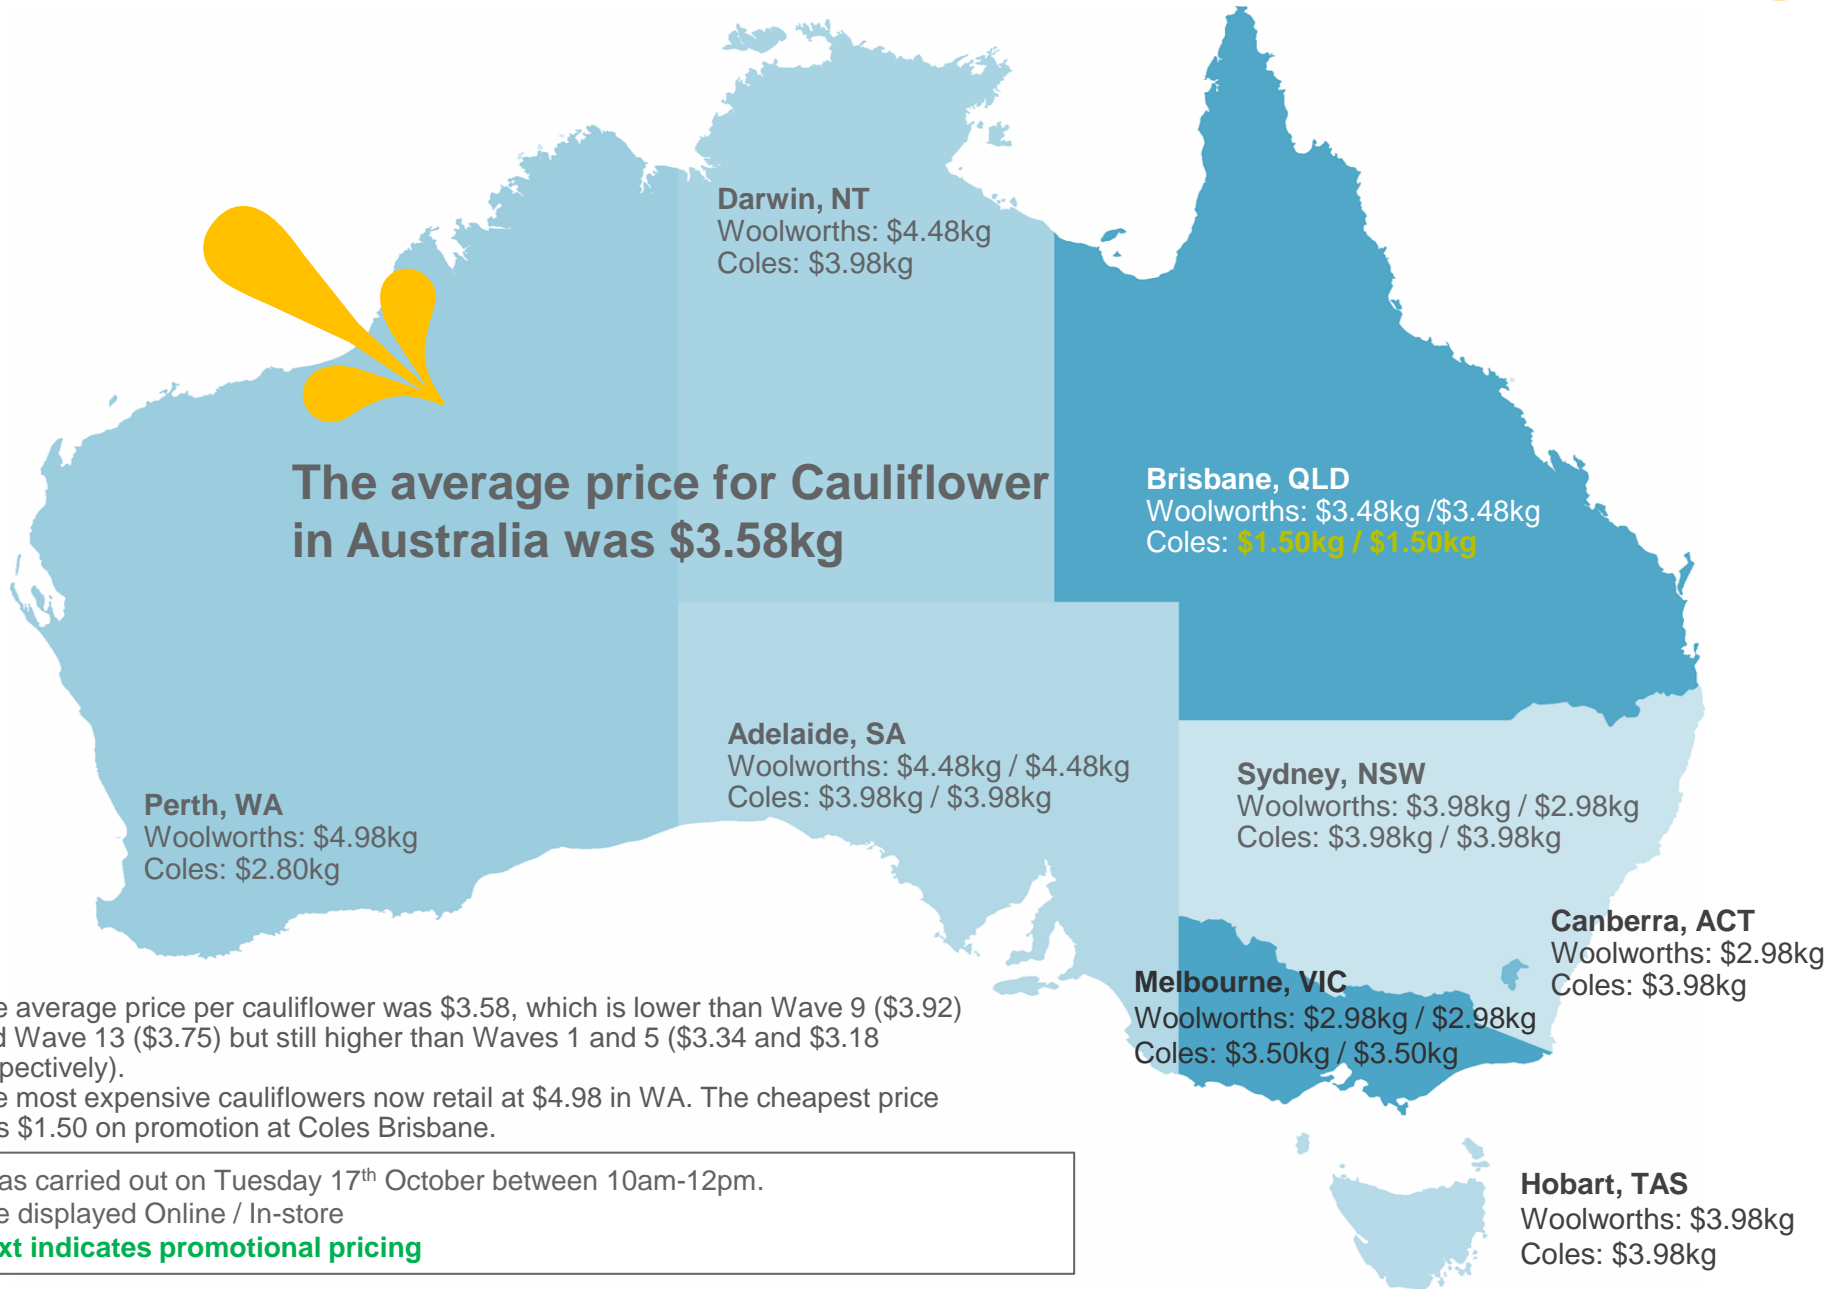 Darwin, NT
Woolworths: $4.48kg
Coles: $3.98kg
The average price for Cauliflower
in Australia was $3.58kg
Brisbane, QLD
Woolworths: $3.48kg /$3.48kg
Coles: $1.50kg / $1.50kg
Adelaide, SA
Woolworths: $4.48kg / $4.48kg
Coles: $3.98kg / $3.98kg
Sydney, NSW
Woolworths: $3.98kg / $2.98kg
Coles: $3.98kg / $3.98kg
Perth, WA
Woolworths: $4.98kg
Coles: $2.80kg
Canberra, ACT
Woolworths: $2.98kg
Coles: $3.98kg
Melbourne, VIC
Woolworths: $2.98kg / $2.98kg
Coles: $3.50kg / $3.50kg
e average price per cauliflower was $3.58, which is lower than Wave 9 ($3.92)
d Wave 13 ($3.75) but still higher than Waves 1 and 5 ($3.34 and $3.18
pectively).
e most expensive cauliflowers now retail at $4.98 in WA. The cheapest price
s $1.50 on promotion at Coles Brisbane.
as carried out on Tuesday 17th October between 10am-12pm.
e displayed Online / In-store
xt indicates promotional pricing
Hobart, TAS
Woolworths: $3.98kg
Coles: $3.98kg